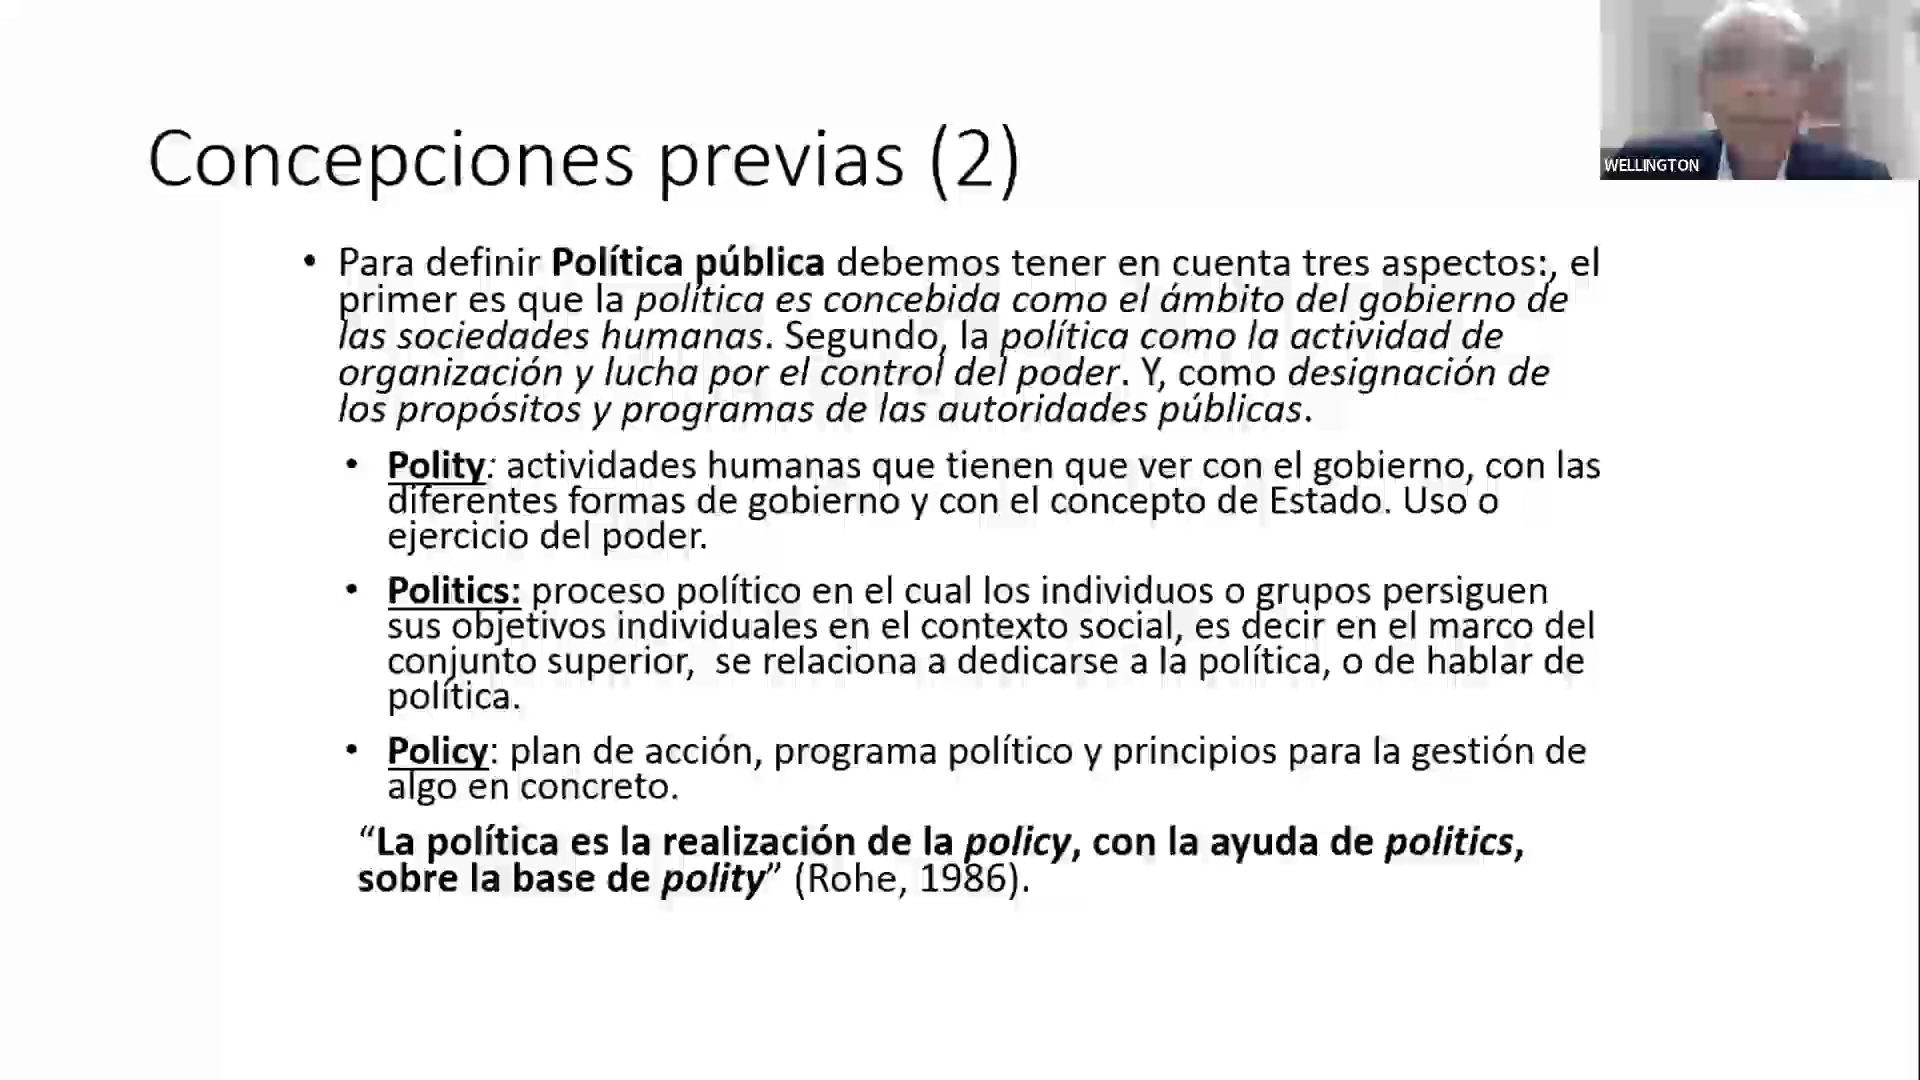 Concepciones previas (2)
WELLINGTON
• Para definir Política pública debemos tener en cuenta tres aspectos:, el
primer es que la política es concebida como el ámbito del gobierno de
las sociedades humanas. Segundo, la política como la actividad de
organización y lucha por el control del poder. Y, como designación de
los propósitos y programas de las autoridades públicas.
• Polity: actividades humanas que tienen que ver con el gobierno, con las
diferentes formas de gobierno y con el concepto de Estado. Uso o
ejercicio del poder.
• Politics: proceso político en el cual los individuos o grupos persiguen
sus objetivos individuales en el contexto social, es decir en el marco del
conjunto superior,  se relaciona a dedicarse a la política, o de hablar de
política.
• Policy: plan de acción, programa político y principios para la gestión de
algo en concreto.
“La política es la realización de la policy, con la ayuda de politics,
sobre la base de polity” (Rohe, 1986).